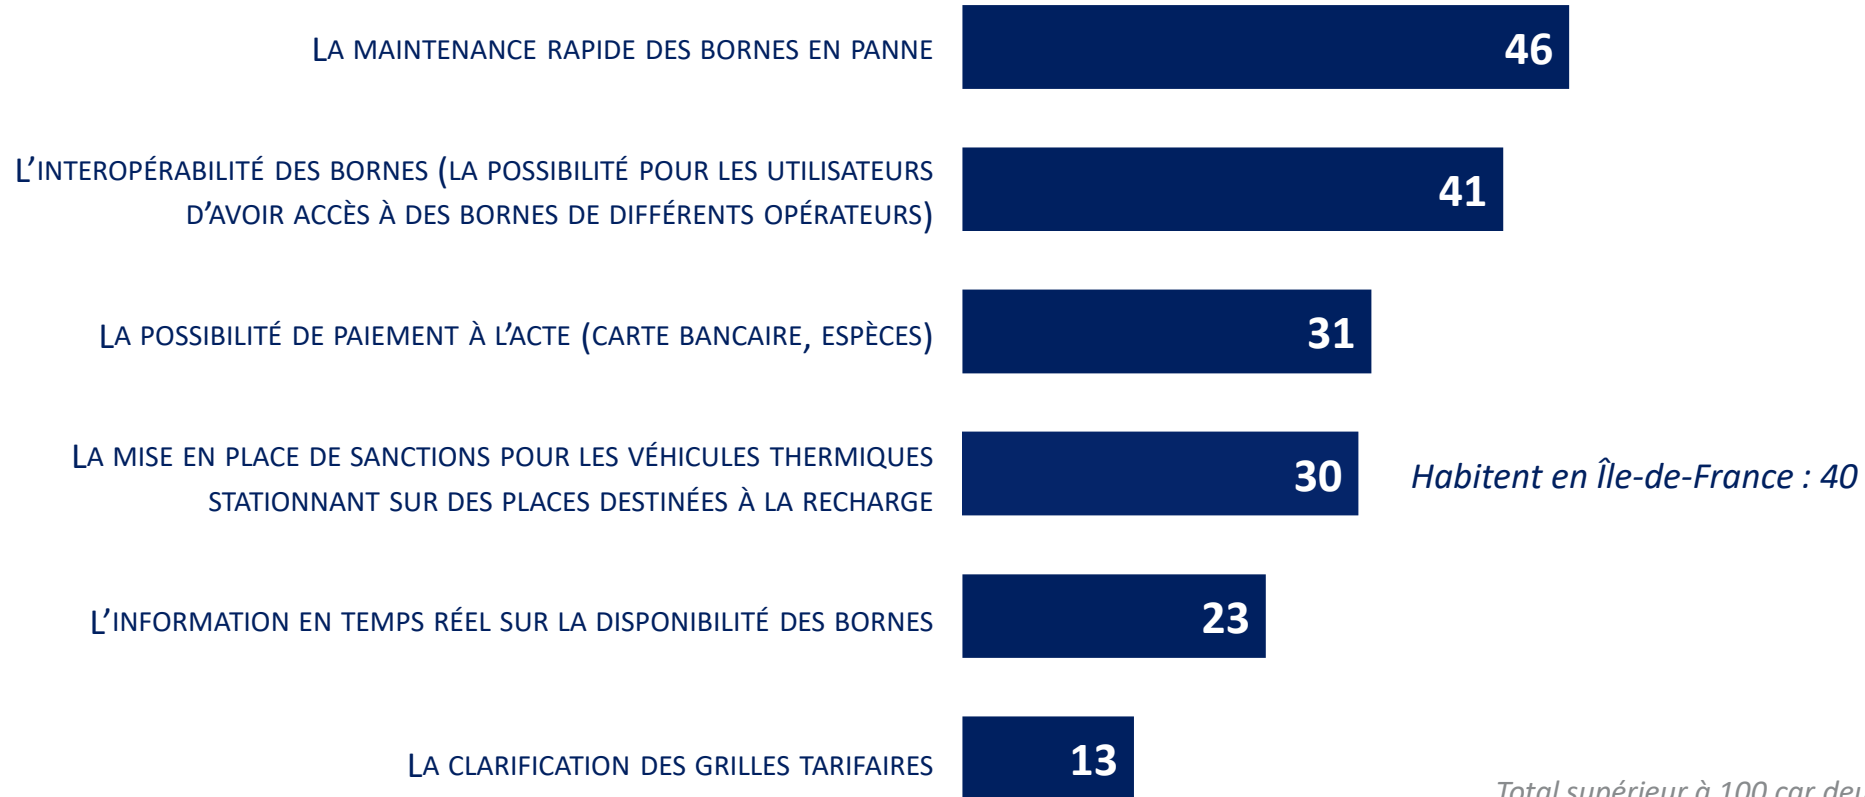 La maintenance rapide des bornes en panne
46
L'interopérabilité des bornes (la possibilité pour les utilisateurs
d'avoir accès à des bornes de différents opérateurs)
41
La possibilité de paiement à l'acte (carte bancaire, espèces)
31
La mise en place de sanctions pour les véhicules thermiques
stationnant sur des places destinées à la recharge
30
Habitent en Île-de-France : 40
L'information en temps réel sur la disponibilité des bornes
23
La clarification des grilles tarifaires
13
Total supérieur à 100 car